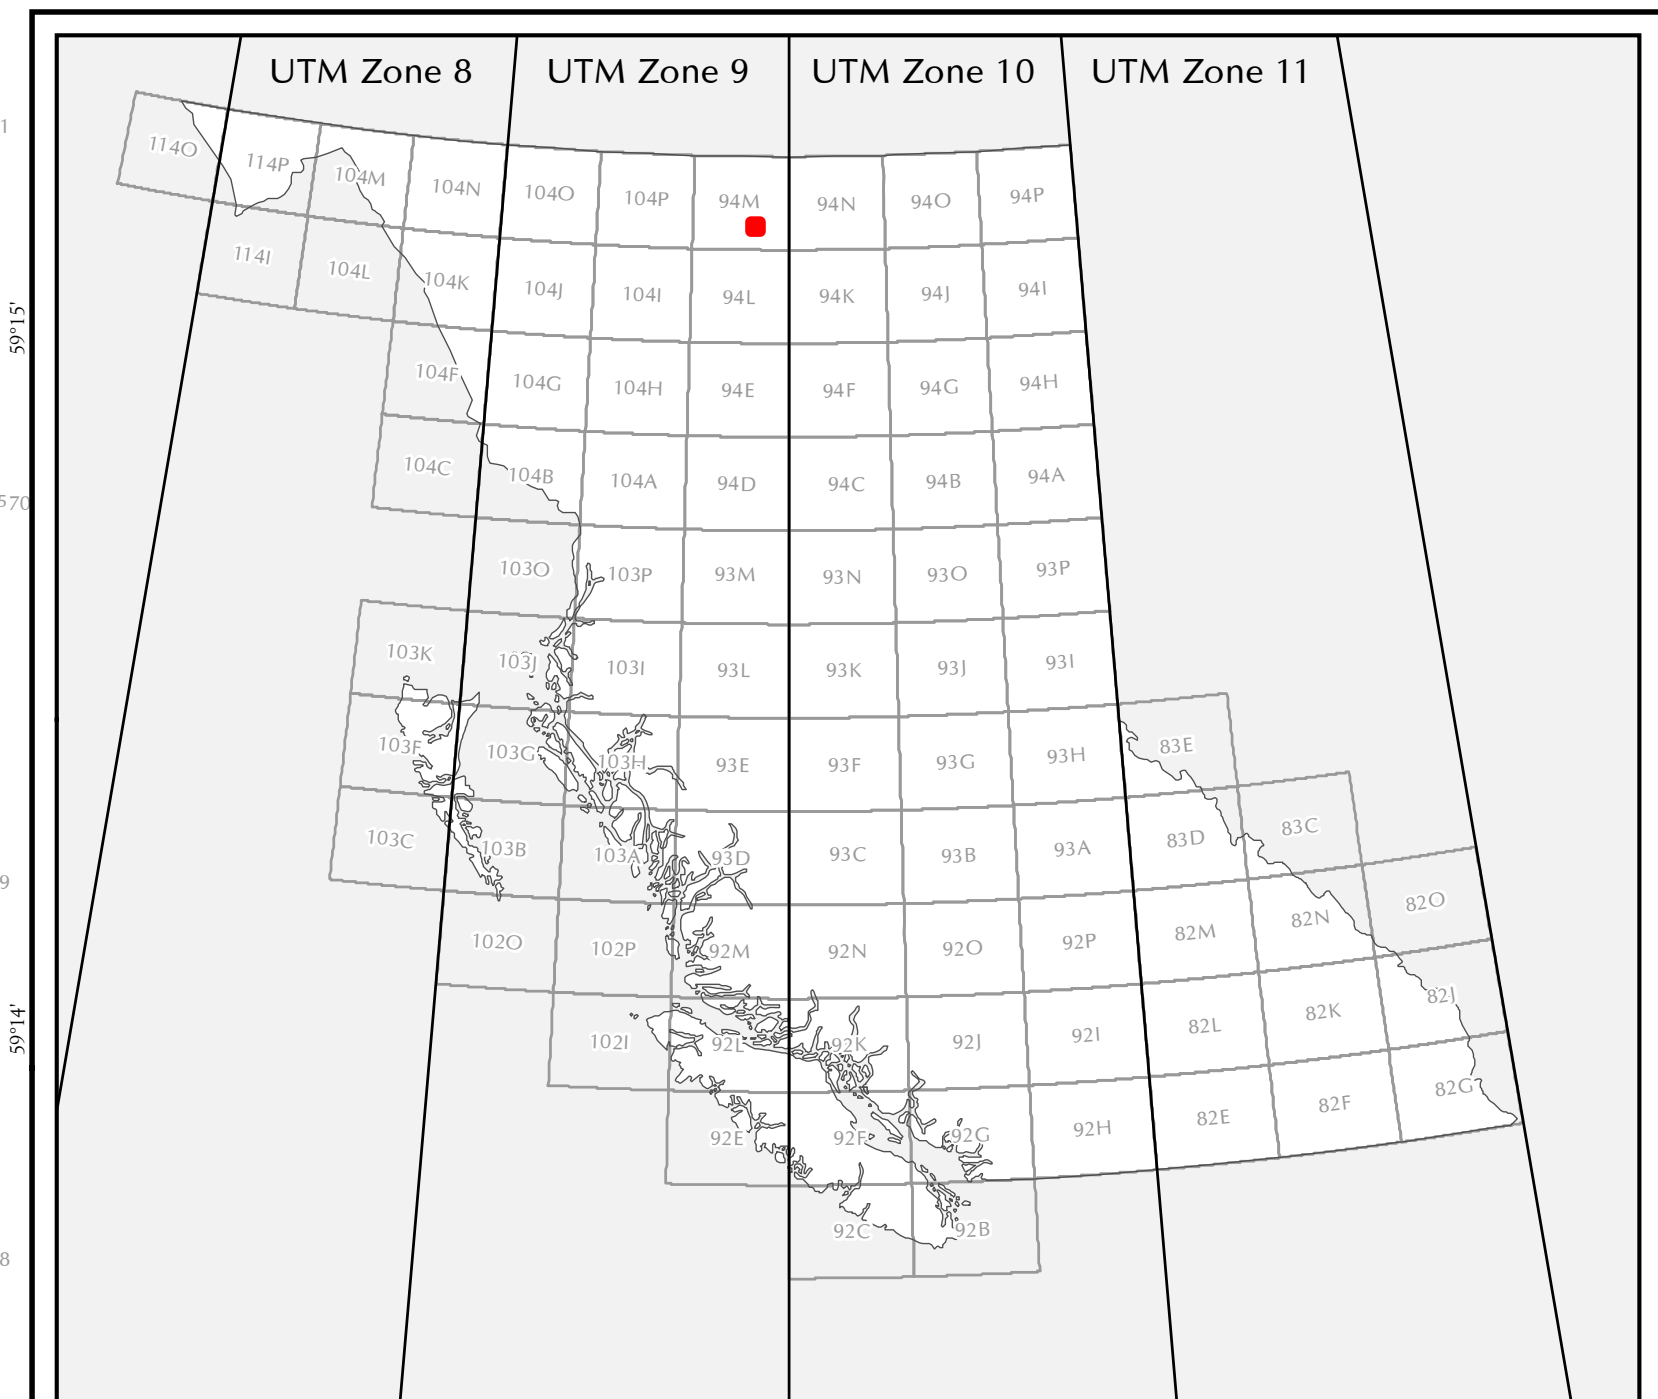 UTM Zone 8 UTM Zone 9 UTM Zone 10 UTM Zone 11
1
114O 114P 104M 104N 104O 104P 94M 94N 94O 94P
114I 104L 104K 104J 104I 94L 94K 94J 94I
59°15'
104F 104G 104H 94E 94F 94G 94H
104C 104B 104A 94D 94C 94B 94A
570
103O 103P 93M 93N 93O 93P
103K 103J 103I 93L 93K 93J 93I
103F 103G 103H 93E 93F 93G 93H 83E
103C 103B 103A 93D 93C 93B 93A 83D 83C
9
102O 102P 92M 92N 92O 92P 82M 82N 82O
59°14'
102I 92L 92K 92J 92I 82L 82K 82J
92E 92F 92G 92H 82E 82F 82G
92C 92B
8